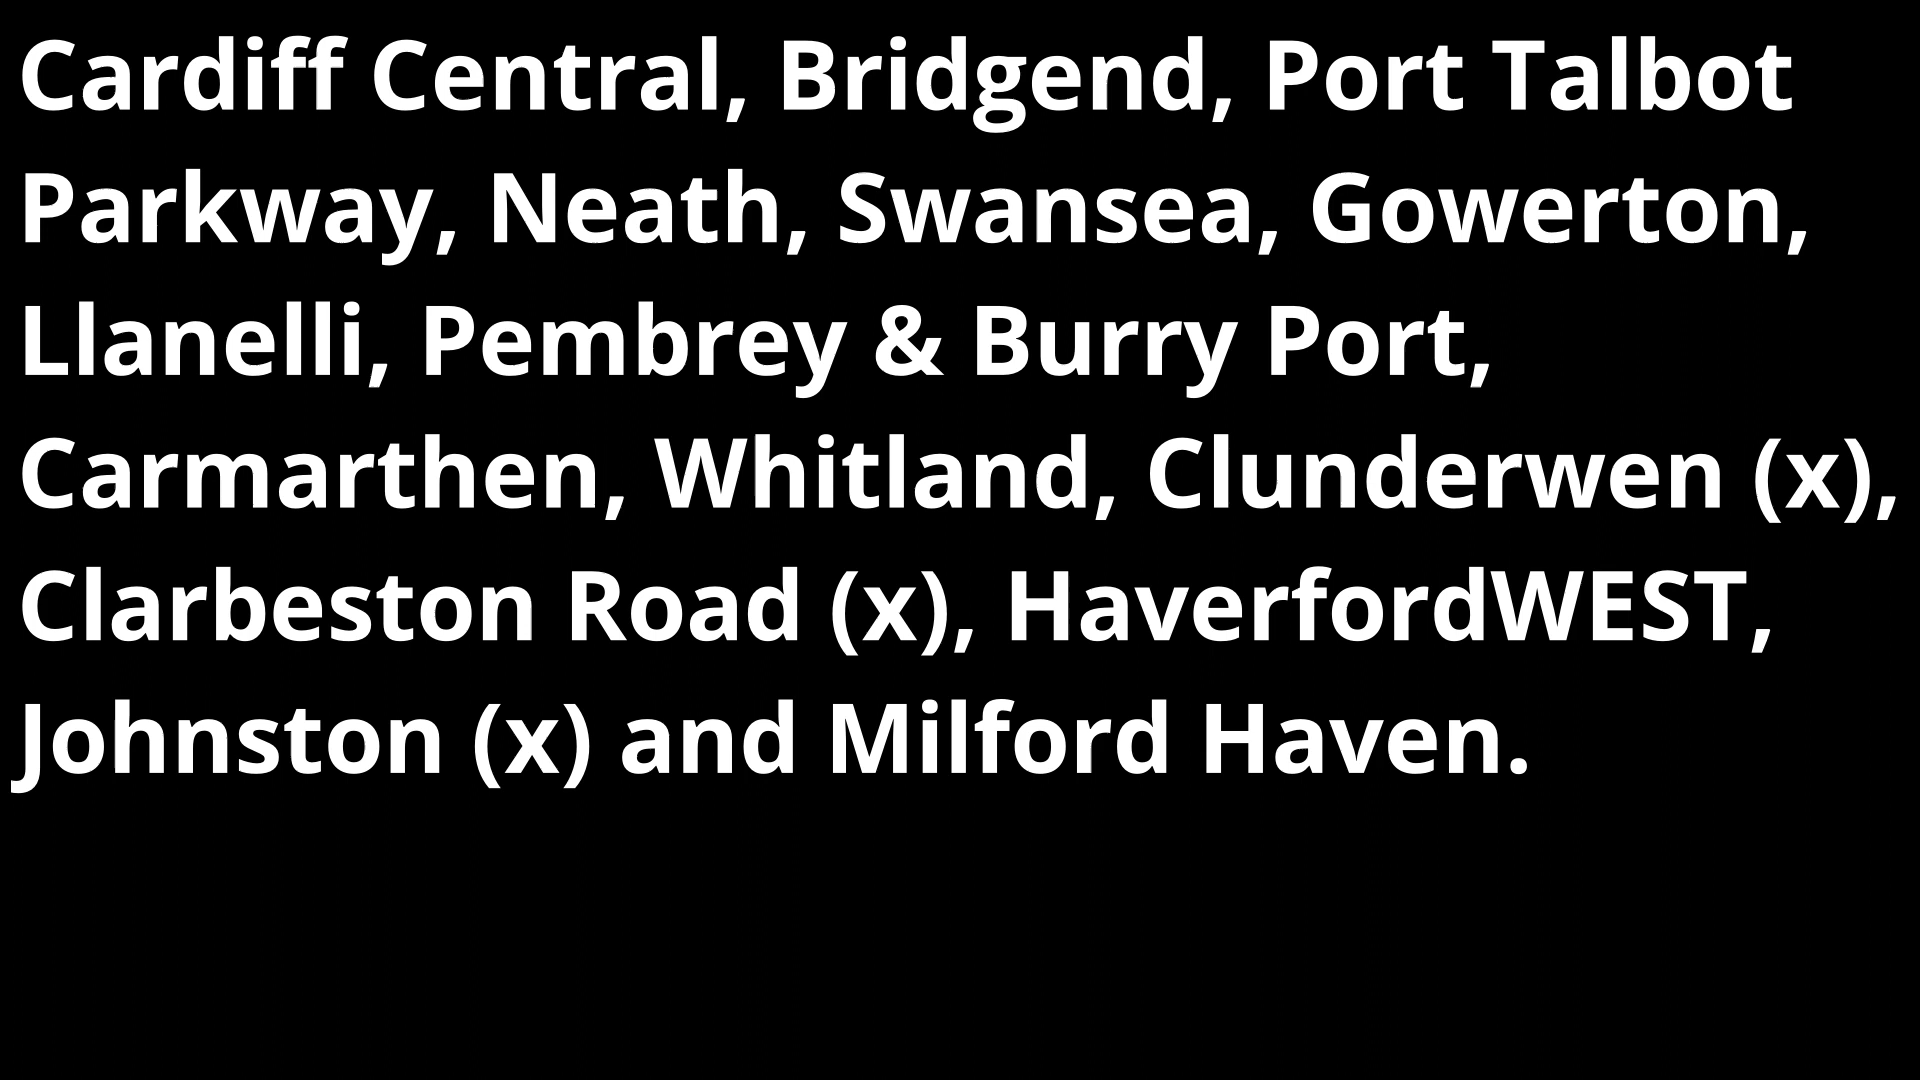 Cardiff Central, Bridgend, Port Talbot
Parkway, Neath, Swansea, Gowerton,
Llanelli, Pembrey & Burry Port,
Carmarthen, Whitland, Clunderwen (x),
Clarbeston Road (x), HaverfordWEST,
Johnston (x) and Milford Haven.